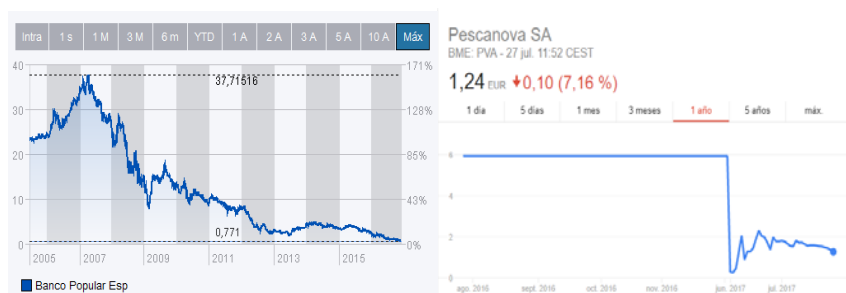 Intra 1 s 1 M 3 M 6 m YTD 1 A 2 A 3 A 5 A 10 A Máx
40 171%
37,71516
30 128%
20 85%
10 43%
0,771
0 0%
2005 2007 2009 2011 2013 2015
Banco Popular Esp
Pescanova SA
BME: PVA - 27 jul. 11:52 CEST
1,24 EUR 0,10 (7,16 %)
1 día 5 días 1 mes 3 meses 1 año 5 años máx.
6
4
2
0
ago. 2016 sept. 2016 oct. 2016 nov. 2016 jun. 2017 jul. 2017